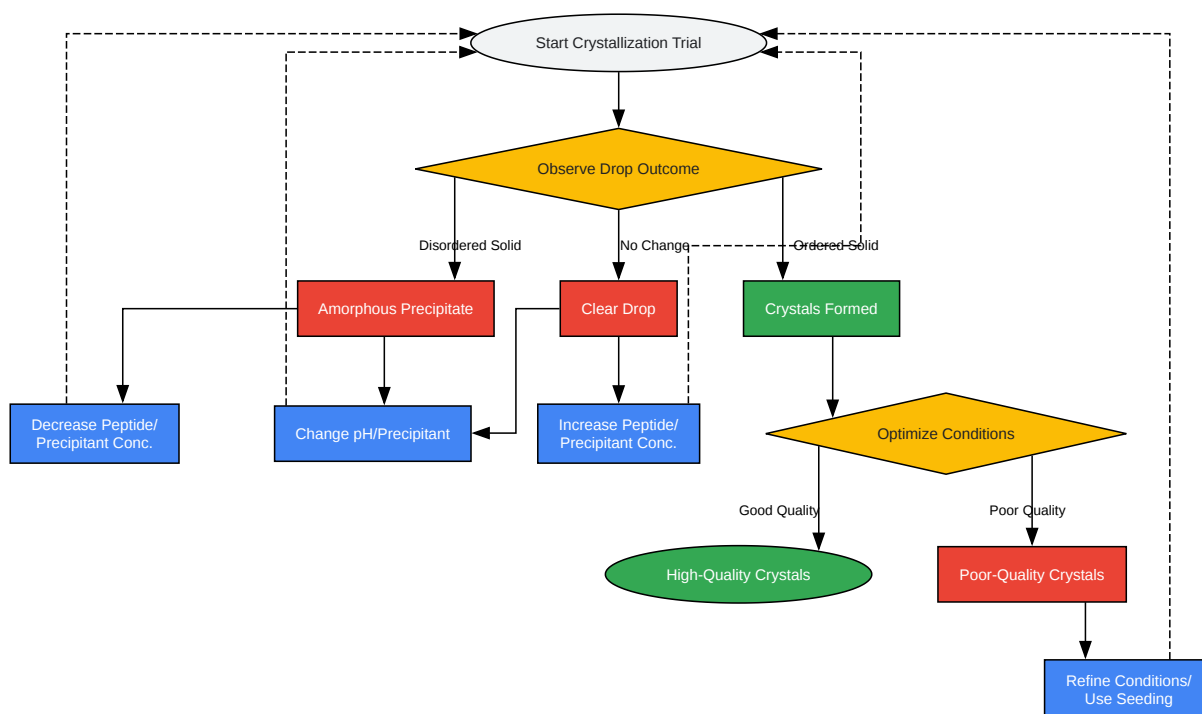 Start Crystallization Trial
Observe Drop Outcome
Disordered Solid
No Change
Ordered Solid
Amorphous Precipitate
Clear Drop
Crystals Formed
Decrease Peptide/
Precipitant Conc.
Change pH/Precipitant
Increase Peptide/
Precipitant Conc.
Optimize Conditions
Good Quality
Poor Quality
High-Quality Crystals
Poor-Quality Crystals
Refine Conditions/
Use Seeding